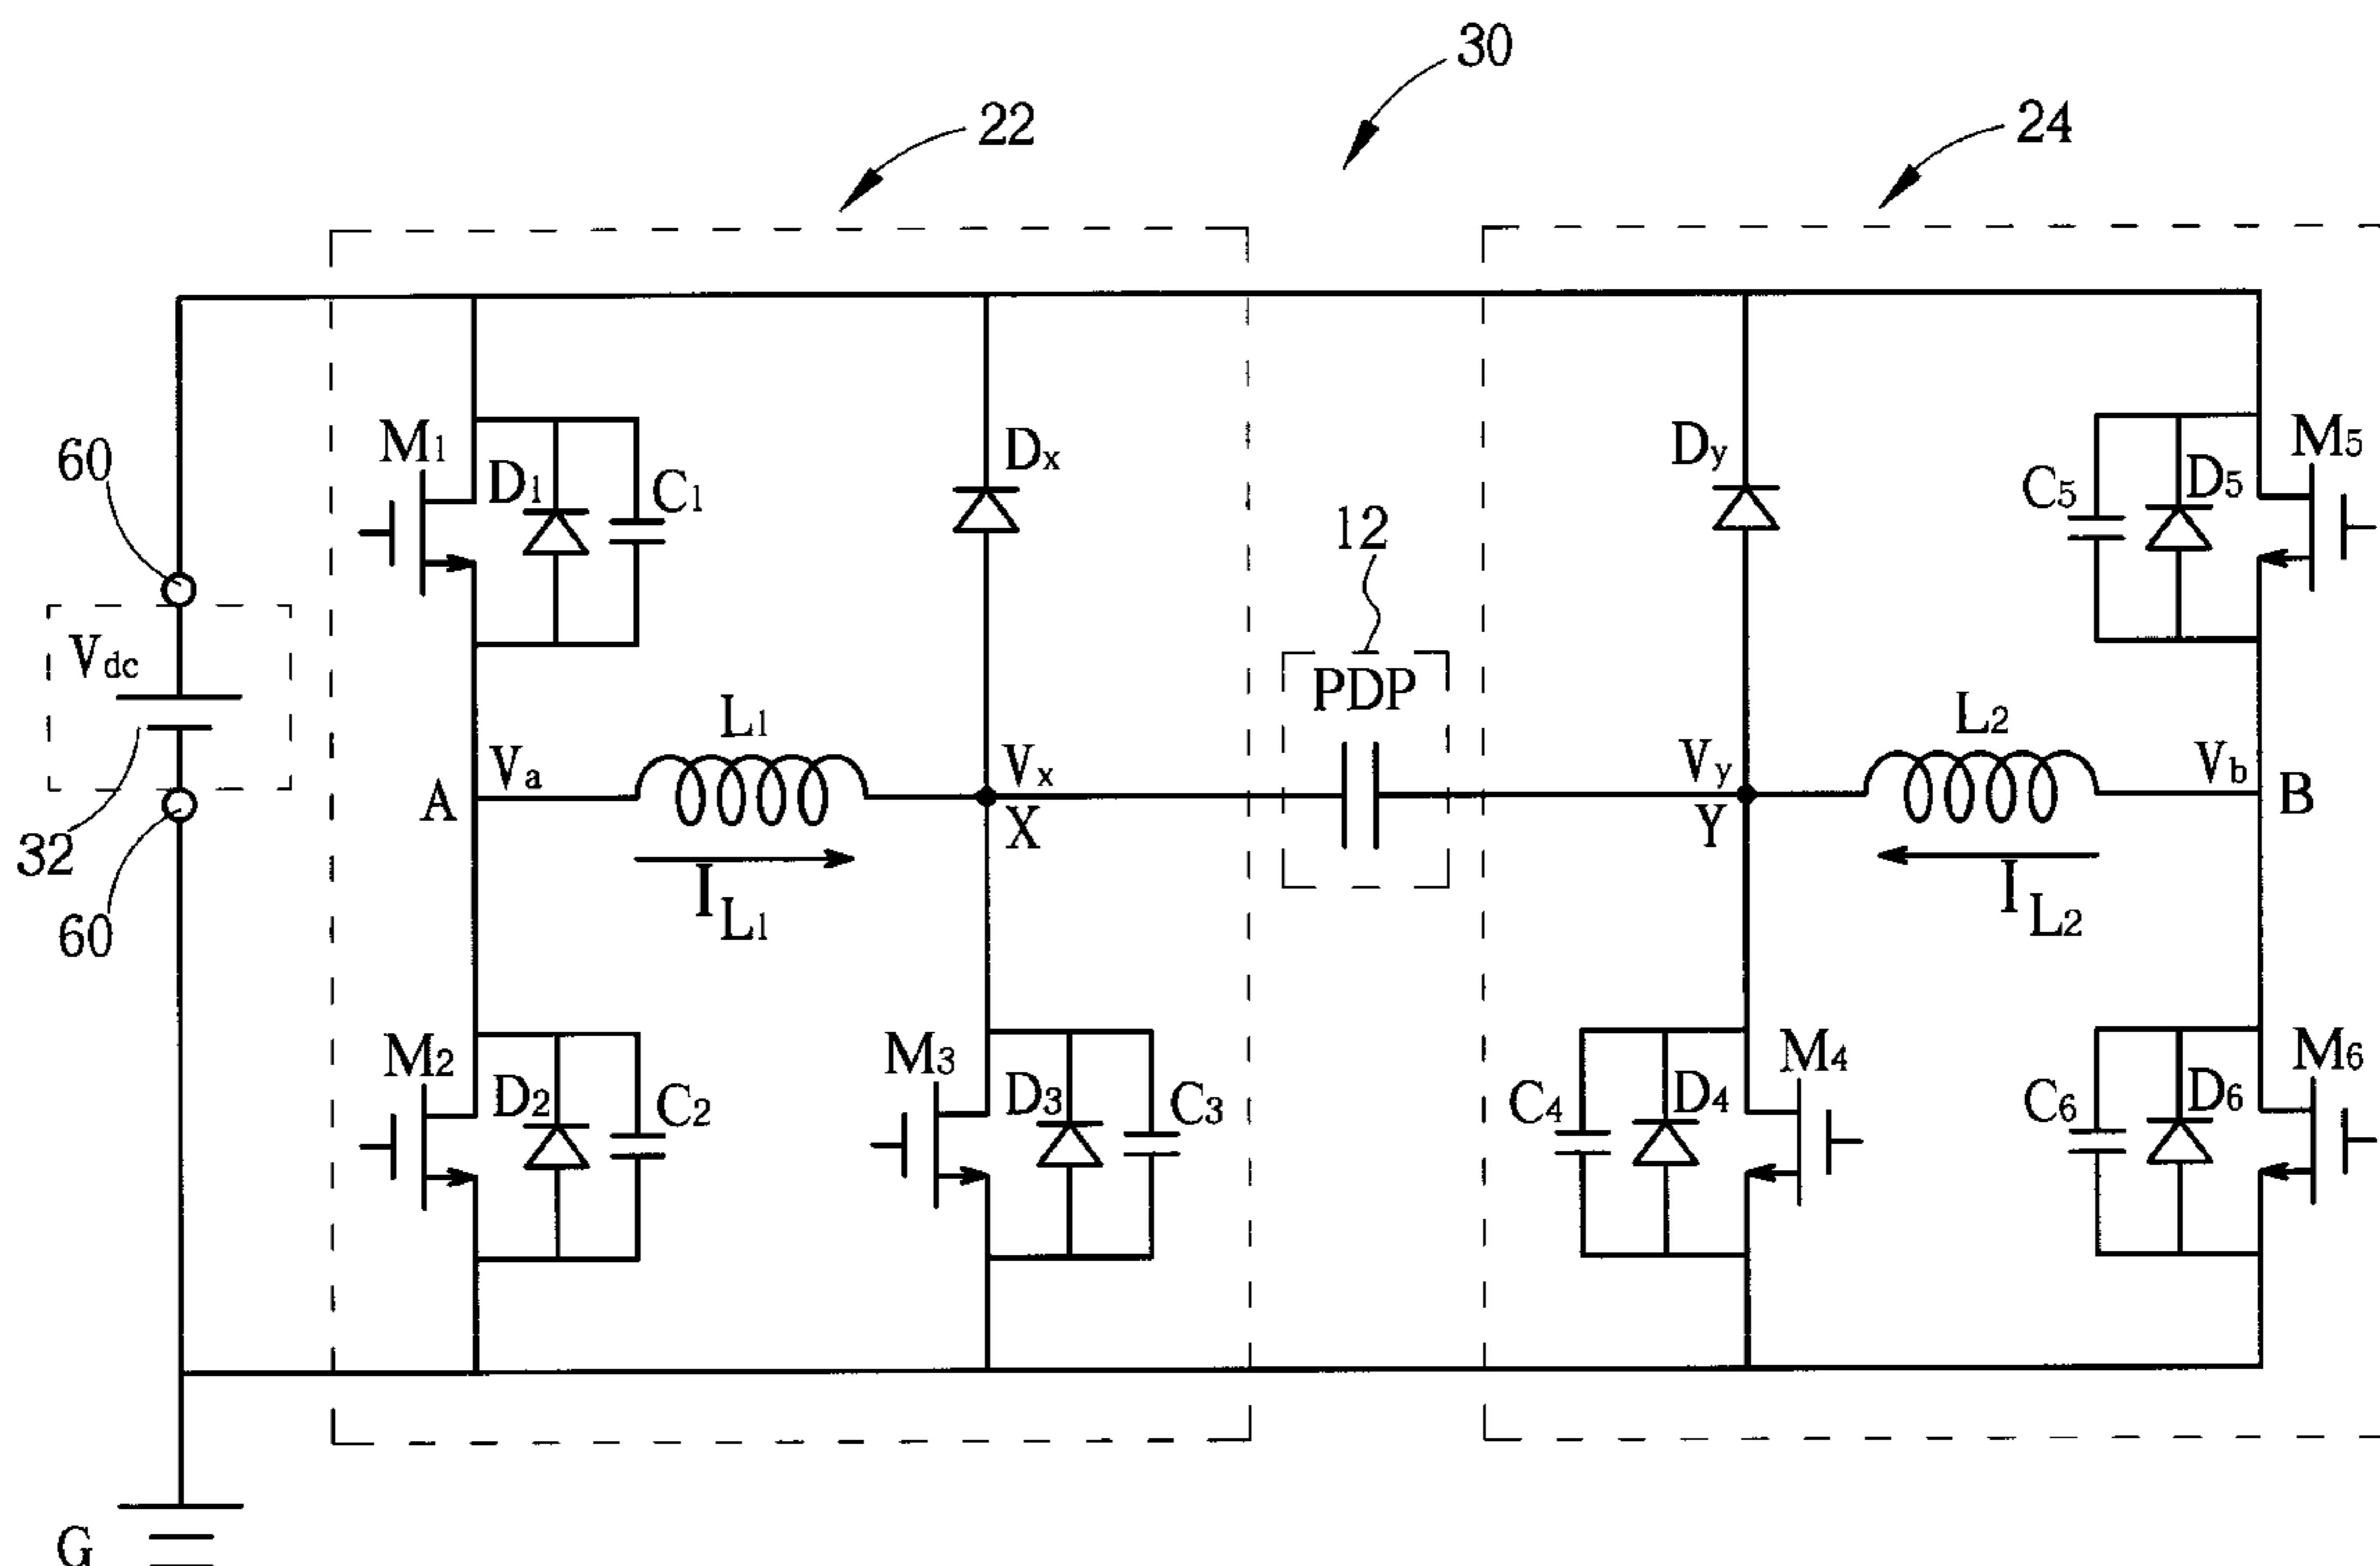 30
22
24
60
M1
D1
C1
Dx
12
Dy
C5
D5
M5
Vdc
PDP
32
60
A
Va
L1
Vx
X
Vy
Y
L2
Vb
B
IL1
IL2
M2
D2
C2
M3
D3
C3
C4
D4
M4
C6
D6
M6
G